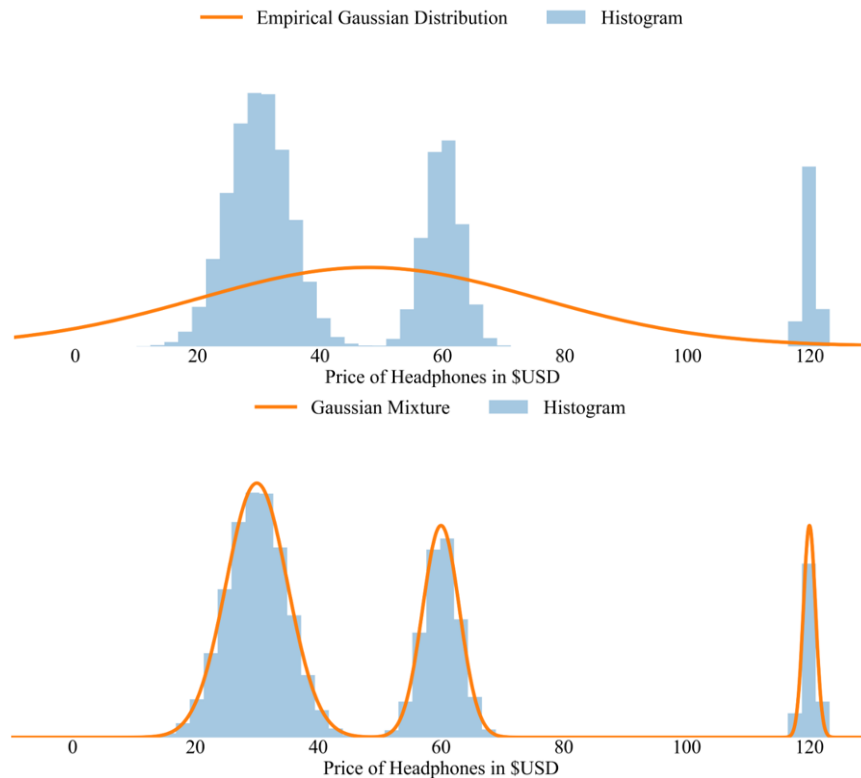 Empirical Gaussian Distribution Histogram
0 20 40 60 80 100 120
Price of Headphones in $USD
Gaussian Mixture Histogram
0 20 40 60 80 100 120
Price of Headphones in $USD